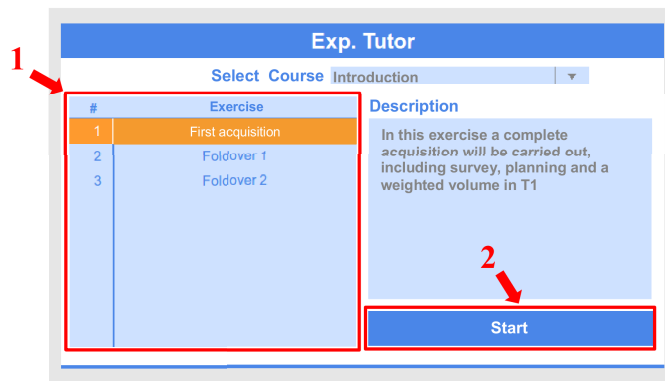 Exp. Tutor
1
Select Course Introduction
# Exercise
1 First acquisition
2 Foldover 1
3 Foldover 2
Description
In this exercise a complete
acquisition will be carried out,
including survey, planning and a
weighted volume in T1
2
Start